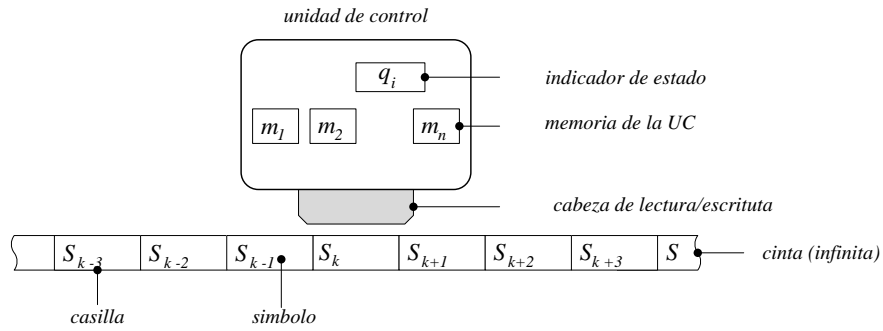 unidad de control
q_i
indicador de estado
m_1 m_2 m_n
memoria de la UC
cabeza de lectura/escrituta
S_k-3 S_k-2 S_k-1 S_k S_k+1 S_k+2 S_k+3 S
cinta (infinita)
casilla simbolo